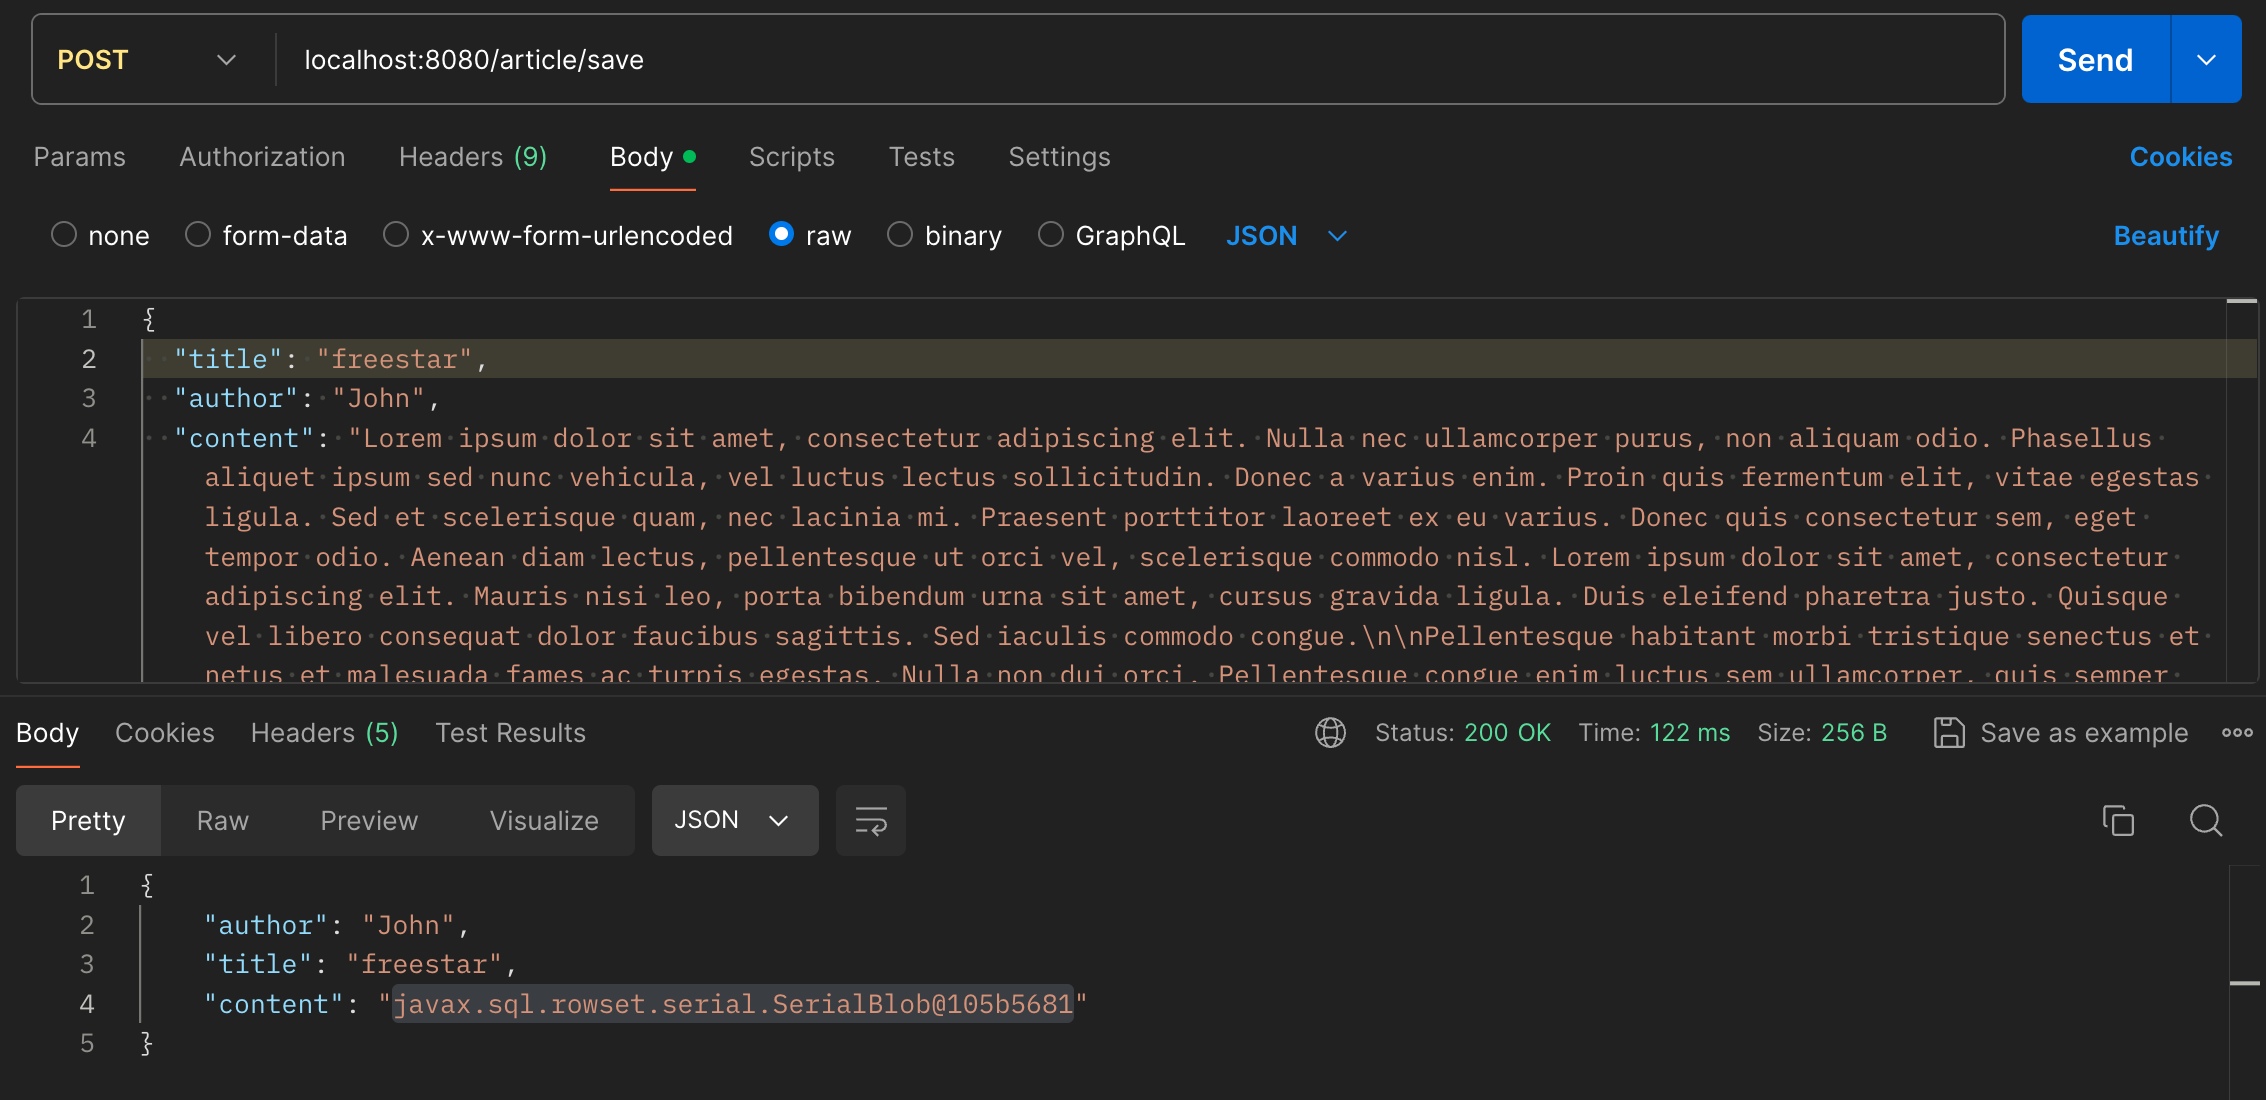 POST localhost:8080/article/save Send
Params Authorization Headers (9) Body Scripts Tests Settings Cookies
none form-data x-www-form-urlencoded raw binary GraphQL JSON Beautify
1 {
2 "title": "freestar",
3 "author": "John",
4 "content": "Lorem ipsum dolor sit amet, consectetur adipiscing elit. Nulla nec ullamcorper purus, non aliquam odio. Phasellus
aliquet ipsum sed nunc vehicula, vel luctus lectus sollicitudin. Donec a varius enim. Proin quis fermentum elit, vitae egestas
ligula. Sed et scelerisque quam, nec lacinia mi. Praesent porttitor laoreet ex eu varius. Donec quis consectetur sem, eget
tempor odio. Aenean diam lectus, pellentesque ut orci vel, scelerisque commodo nisl. Lorem ipsum dolor sit amet, consectetur
adipiscing elit. Mauris nisi leo, porta bibendum urna sit amet, cursus gravida ligula. Duis eleifend pharetra justo. Quisque
vel libero consequat dolor faucibus sagittis. Sed iaculis commodo congue.\n\nPellentesque habitant morbi tristique senectus et
netus et malesuada fames ac turpis egestas. Nulla non dui orci. Pellentesque congue enim luctus sem ullamcorper, quis semper
Body Cookies Headers (5) Test Results Status: 200 OK Time: 122 ms Size: 256 B Save as example
Pretty Raw Preview Visualize JSON
1 {
2 "author": "John",
3 "title": "freestar",
4 "content": "javax.sql.rowset.serial.SerialBlob@105b5681"
5 }